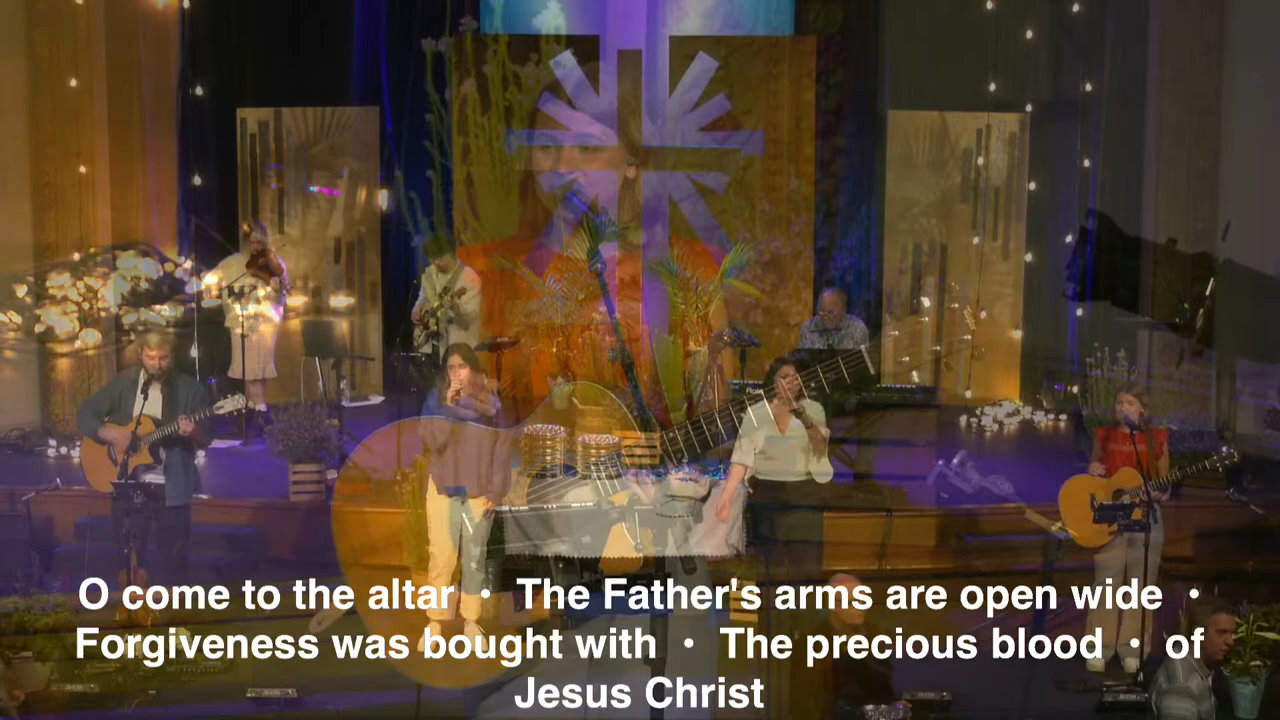 O come to the altar • The Father's arms are open wide •
Forgiveness was bought with • The precious blood • of
Jesus Christ